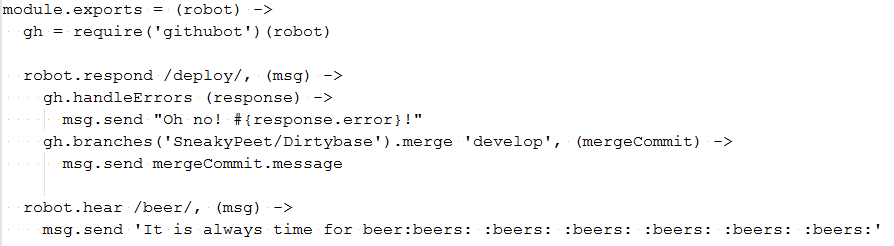 module.exports = (robot) ->
  gh = require('githubot')(robot)

  robot.respond /deploy/, (msg) ->
    gh.handleErrors (response) ->
      msg.send "Oh no! #{response.error}!"
    gh.branches('SneakyPeet/Dirtybase').merge 'develop', (mergeCommit) ->
      msg.send mergeCommit.message

  robot.hear /beer/, (msg) ->
    msg.send 'It is always time for beer:beers: :beers: :beers: :beers: :beers: :beers:'